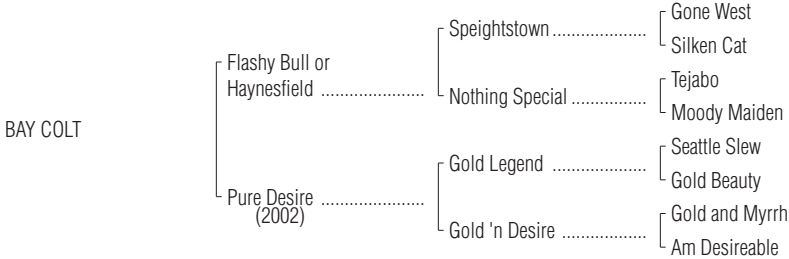 Gone West
Speightstown ....................
Silken Cat
Flashy Bull or
Haynesfield ......................
Tejabo
Nothing Special ................
Moody Maiden
BAY COLT
Seattle Slew
Gold Legend ....................
Gold Beauty
Pure Desire ......................
(2002)
Gold and Myrrh
Gold 'n Desire ..................
Am Desireable